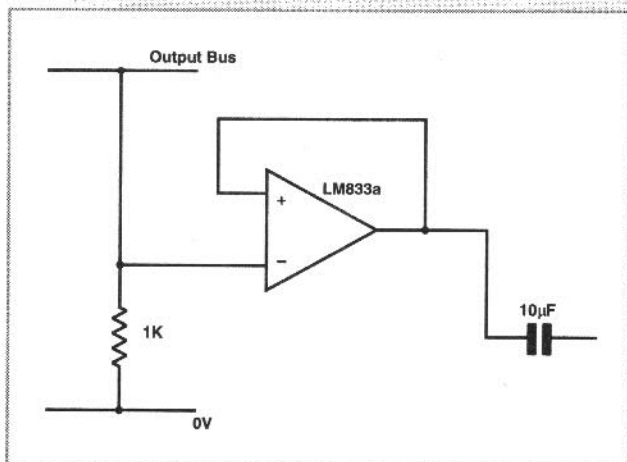 Output Bus
LM833a
+
−
1K
10µF
0V